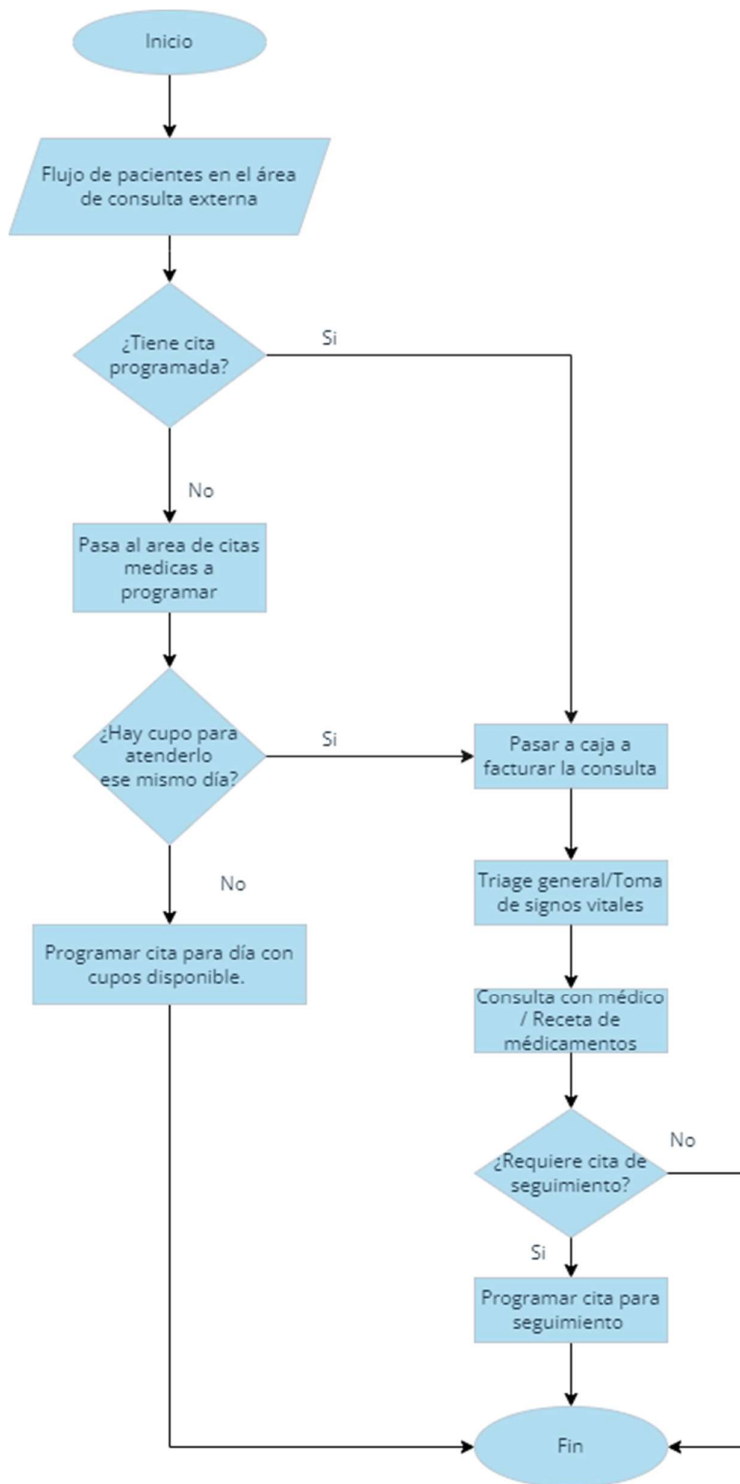 Inicio
Flujo de pacientes en el área
de consulta externa
¿Tiene cita
programada?
Si
No
Pasa al area de citas
medicas a
programar
¿Hay cupo para
atenderlo
ese mismo día?
Si
Pasar a caja a
facturar la consulta
No
Triage general/Toma
de signos vitales
Programar cita para día con
cupos disponible.
Consulta con médico
/ Receta de
médicamentos
¿Requiere cita de
seguimiento?
No
Si
Programar cita para
seguimiento
Fin